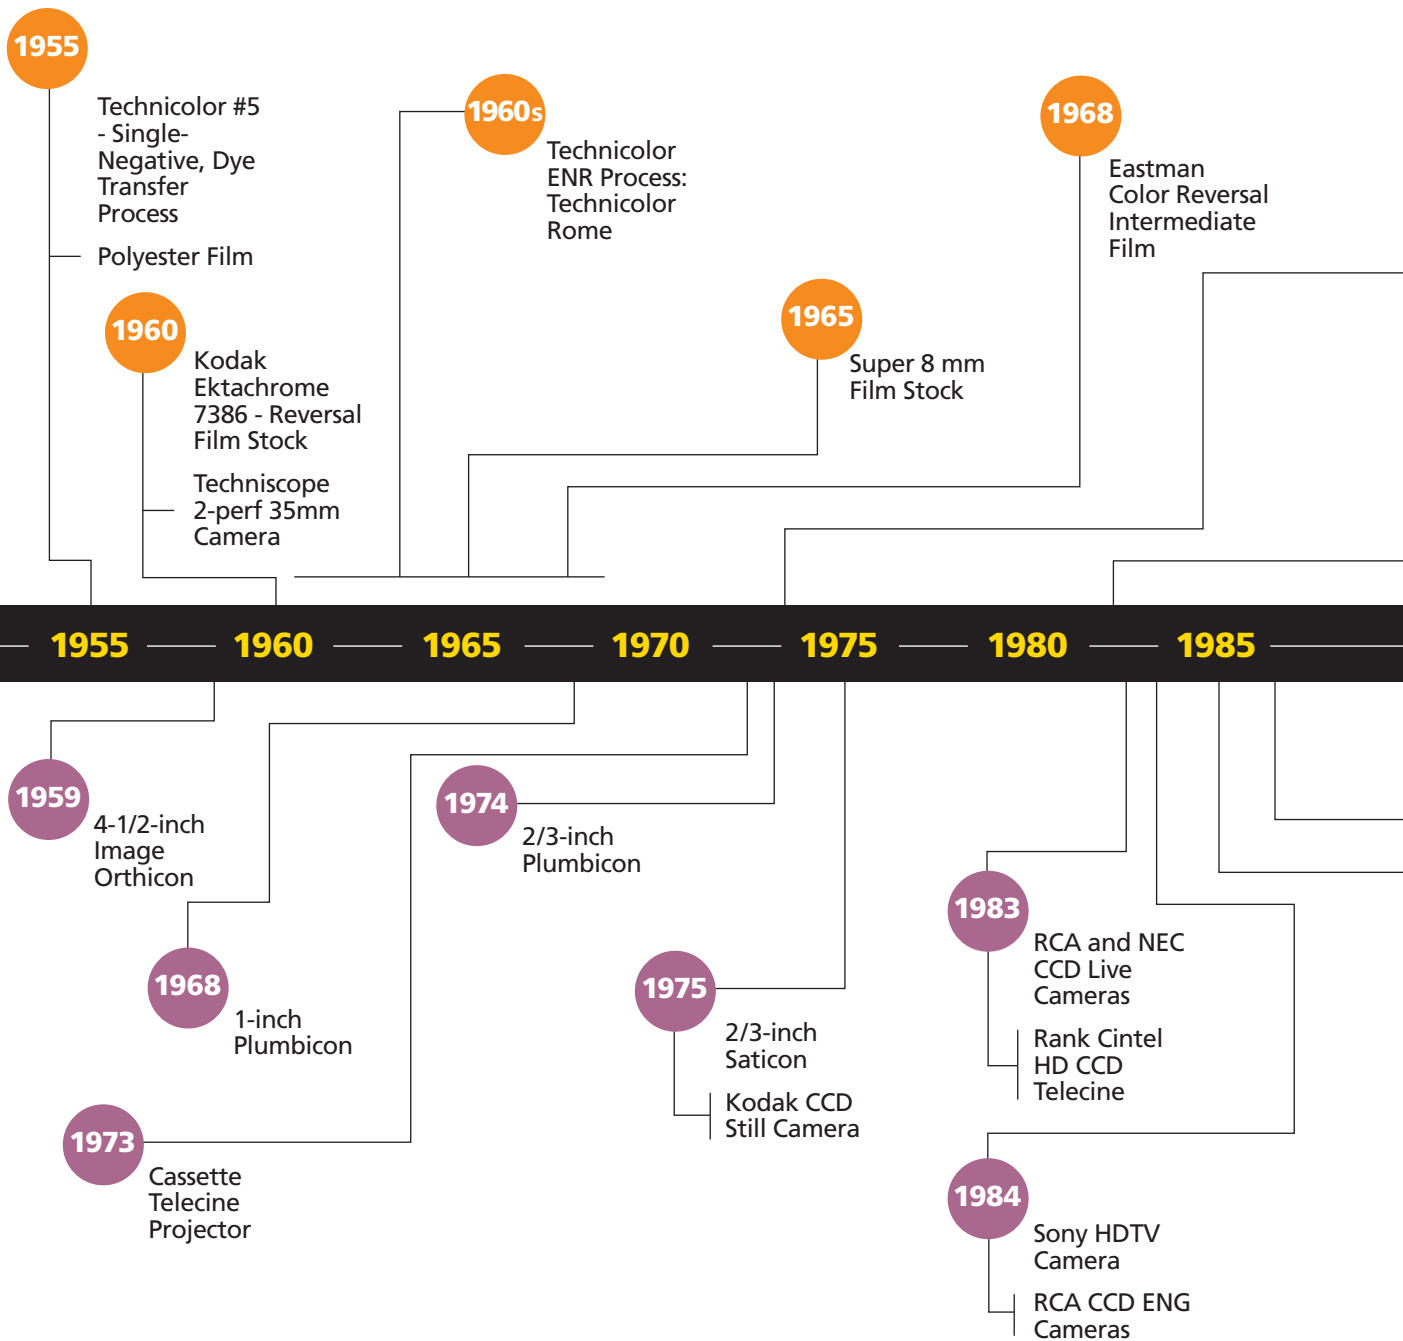 1955
Technicolor #5
- Single-
Negative, Dye
Transfer
Process
Polyester Film
1960
Kodak
Ektachrome
7386 - Reversal
Film Stock
Techniscope
2-perf 35mm
Camera
1960s
Technicolor
ENR Process:
Technicolor
Rome
1965
Super 8 mm
Film Stock
1968
Eastman
Color Reversal
Intermediate
Film
1955 1960 1965 1970 1975 1980 1985
1959
4-1/2-inch
Image
Orthicon
1968
1-inch
Plumbicon
1973
Cassette
Telecine
Projector
1974
2/3-inch
Plumbicon
1975
2/3-inch
Saticon
Kodak CCD
Still Camera
1983
RCA and NEC
CCD Live
Cameras
Rank Cintel
HD CCD
Telecine
1984
Sony HDTV
Camera
RCA CCD ENG
Cameras